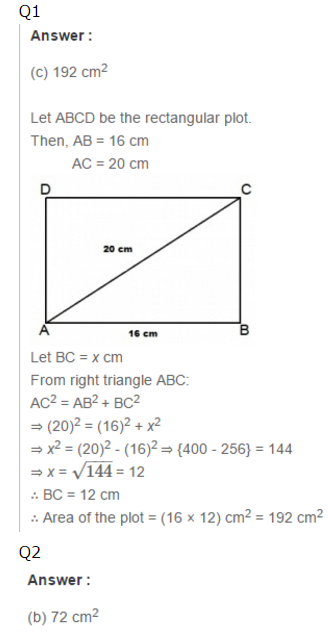 Q1
Answer :
(c) 192 cm²
Let ABCD be the rectangular plot.
Then, AB = 16 cm
AC = 20 cm
D C
20 cm
A B
16 cm
Let BC = x cm
From right triangle ABC:
AC² = AB² + BC²
⇒ (20)² = (16)² + x²
⇒ x² = (20)² - (16)² ⇒ {400 - 256} = 144
⇒ x = √144 = 12
∴ BC = 12 cm
∴ Area of the plot = (16 × 12) cm² = 192 cm²
Q2
Answer :
(b) 72 cm²